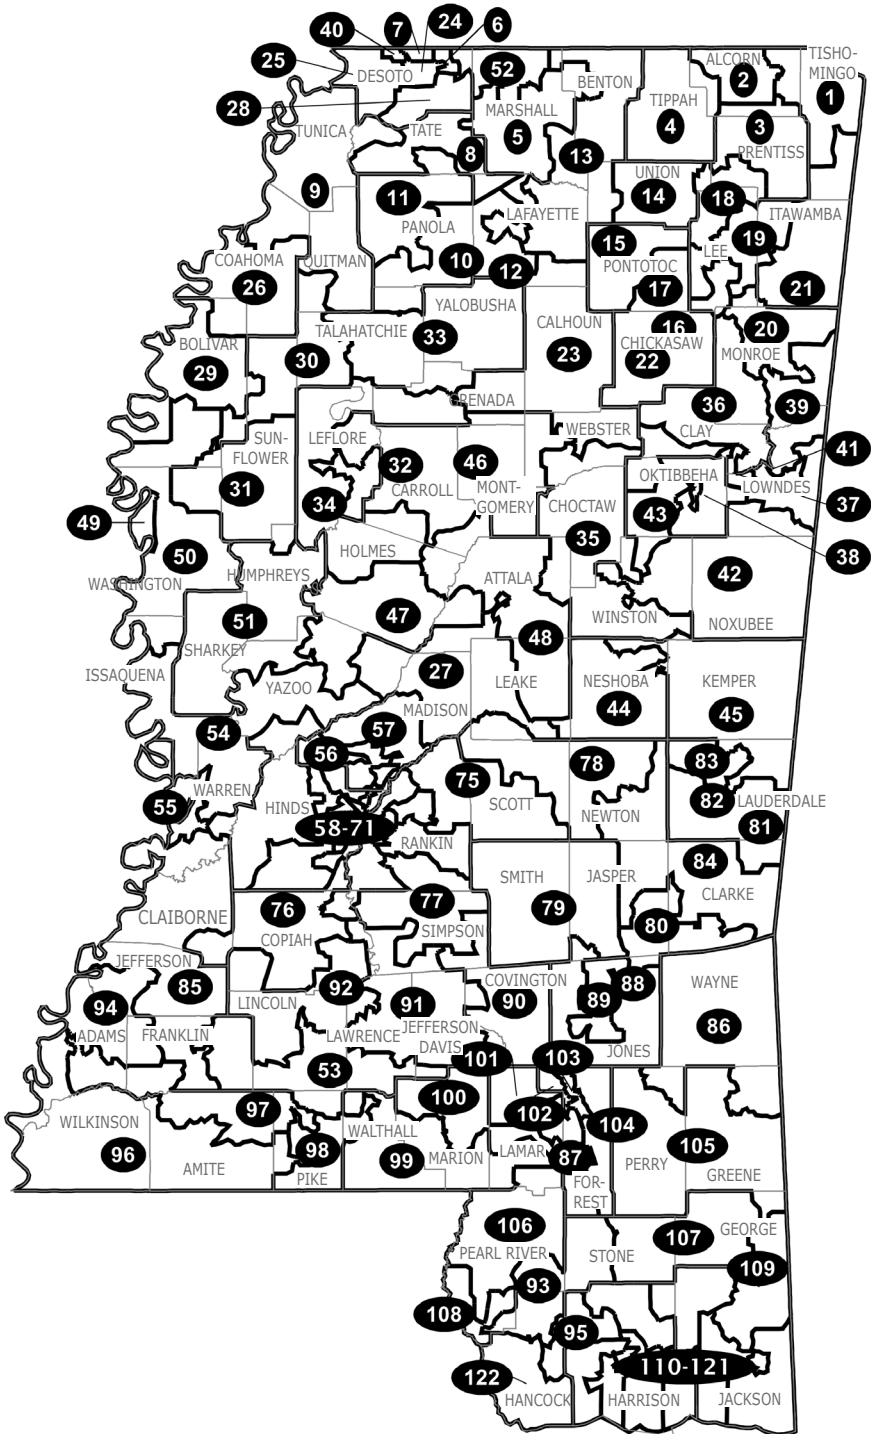 40
7
24
6
25
DESOTO
52
BENTON
ALCORN
2
TISHO-
MINGO
1
28
TUNICA
TATE
MARSHALL
5
TIPPAH
4
3
PRENTISS
8
13
9
11
UNION
14
18
PANOLA
LAFAYETTE
ITAWAMBA
19
15
LEE
COAHOMA
QUITMAN
10
12
PONTOTOC
26
17
21
YALOBUSHA
TALAHATCHIE
33
CALHOUN
16
20
BOLIVAR
CHICKASAW
MONROE
29
30
23
22
GRENADA
36
39
SUN-
FLOWER
LEFLORE
WEBSTER
CLAY
32
46
41
31
CARROLL
MONT-
GOMERY
OKTIBBEHA
LOWNDES
34
CHOCTAW
43
37
49
35
38
50
HOLMES
ATTALA
42
WASHINGTON
HUMPHREYS
51
47
WINSTON
NOXUBEE
48
SHARKEY
27
ISSAQUENA
YAZOO
LEAKE
NESHOBA
44
KEMPER
45
MADISON
54
57
56
83
55
WARREN
75
78
HINDS
SCOTT
82
LAUDERDALE
58-71
NEWTON
81
RANKIN
84
SMITH
JASPER
CLARKE
76
77
79
CLAIBORNE
COPIAH
SIMPSON
80
JEFFERSON
85
92
COVINGTON
88
WAYNE
94
LINCOLN
91
90
89
86
ADAMS
FRANKLIN
LAWRENCE
JEFFERSON
DAVIS
JONES
101
103
53
100
102
97
104
WILKINSON
WALTHALL
98
105
96
99
MARION
LAMAR
87
PERRY
AMITE
PIKE
FOR-
REST
GREENE
106
GEORGE
PEARL RIVER
STONE
107
109
93
108
95
110-121
122
HANCOCK
HARRISON
JACKSON